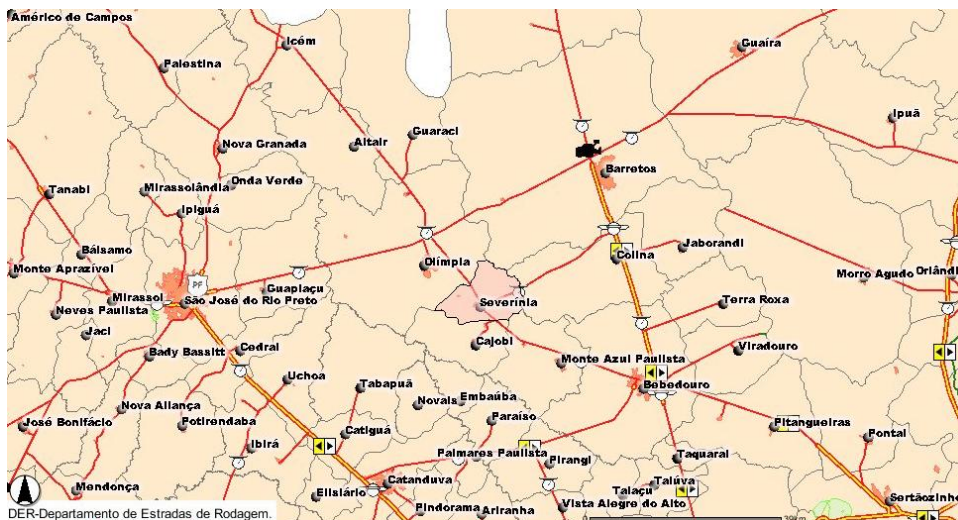 Américo de Campos
Icém
Guaíra
Palestina
Ipuã
Guaraci
Nova Granada
Altair
Barretos
Tanabi
Mirassolândia
Onda Verde
Ipiguá
Jaborandi
Bálsamo
Colina
Monte Aprazível
Olímpia
Morro Agudo
Orlândi
PF
Guapiaçu
Mirassol
São José do Rio Preto
Severínia
Terra Roxa
Neves Paulista
Jaci
Cajobi
Viradouro
Bady Bassitt
Cedral
Monte Azul Paulista
Uchoa
Tabapuã
Bebedouro
Novais
Embaúba
Nova Aliança
José Bonifácio
Potirendaba
Paraíso
Pitangueiras
Catiguá
Pontal
Ibirá
Palmares Paulista
Pirangi
Taquaral
Mendonça
Elisiário
Catanduva
Taiúva
Taiaçu
Sertãozinho
Pindorama
Ariranha
Vista Alegre do Alto
DER-Departamento de Estradas de Rodagem.